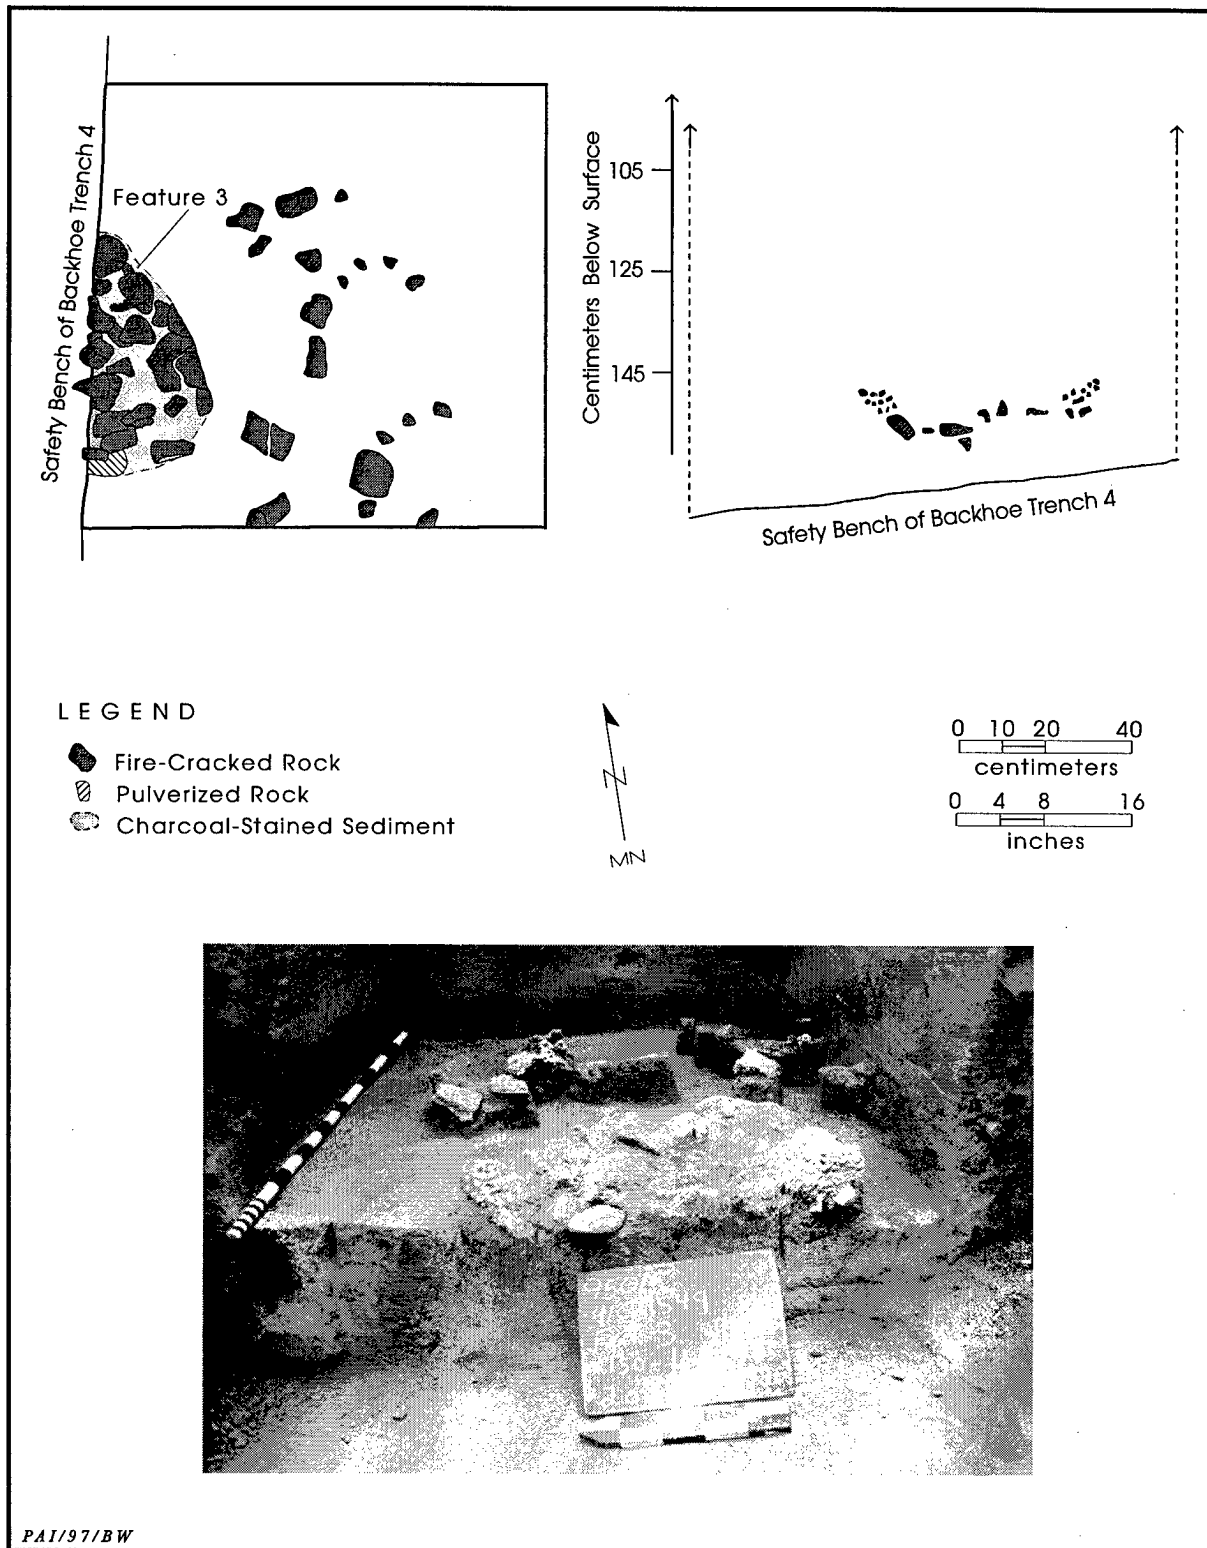 Safety Bench of Backhoe Trench 4
Feature 3
Centimeters Below Surface
105
125
145
Safety Bench of Backhoe Trench 4
LEGEND
Fire-Cracked Rock
Pulverized Rock
Charcoal-Stained Sediment
N
MN
0 10 20 40
centimeters
0 4 8 16
inches
PAI/97/BW